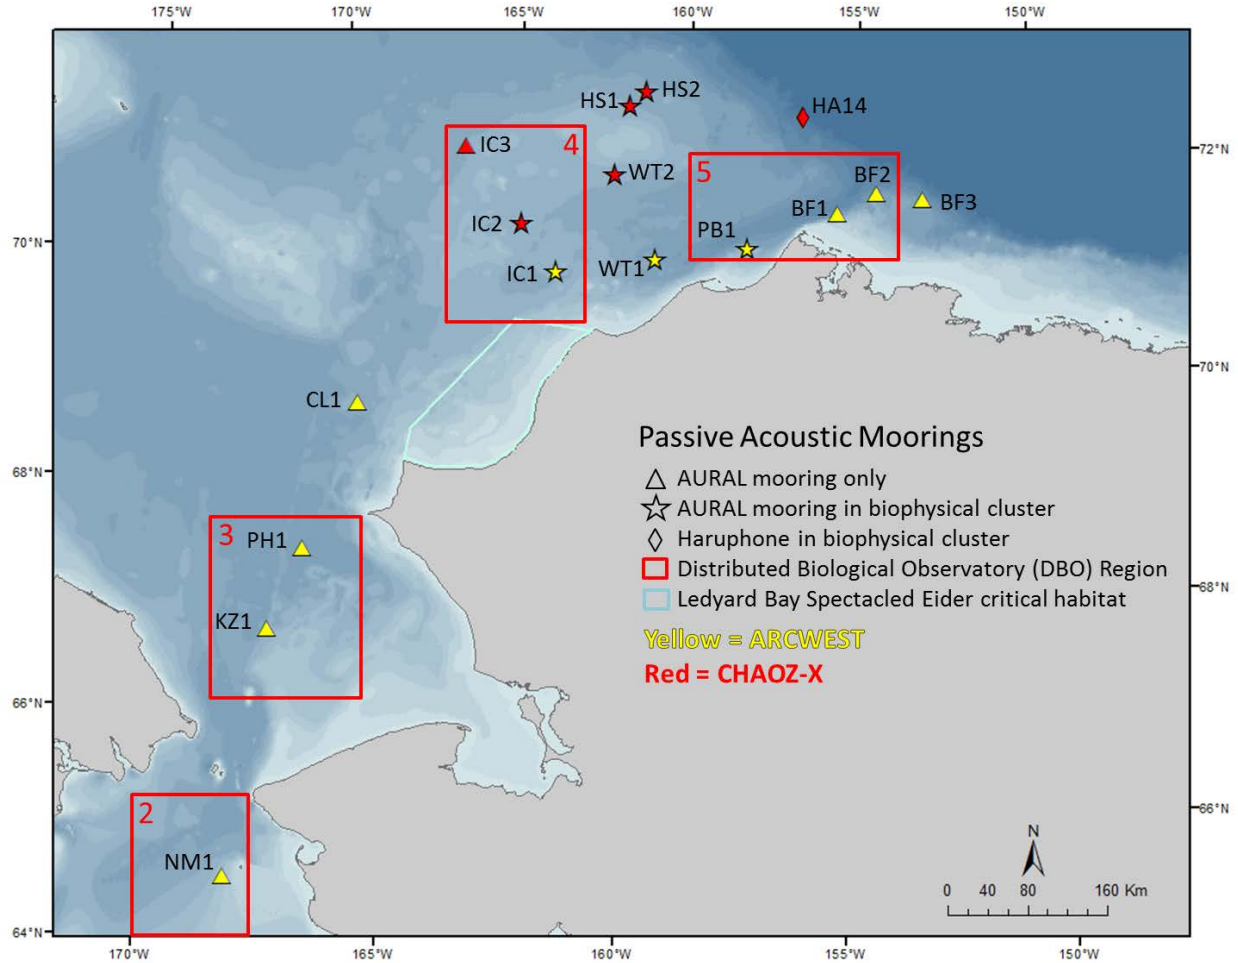 175°W 170°W 165°W 160°W 155°W 150°W
HS1 HS2
HA14
IC3 4
72°N
WT2 5 BF2
IC2 BF1 BF3
PB1
70°N
IC1 WT1
70°N
CL1
Passive Acoustic Moorings
68°N
AURAL mooring only
AURAL mooring in biophysical cluster
3 PH1 Haruphone in biophysical cluster
Distributed Biological Observatory (DBO) Region
68°N
Ledyard Bay Spectacled Eider critical habitat
KZ1
Yellow = ARCWEST
Red = CHAOZ-X
66°N
2 66°N
N
NM1
0 40 80 160 Km
64°N
170°W 165°W 160°W 155°W 150°W